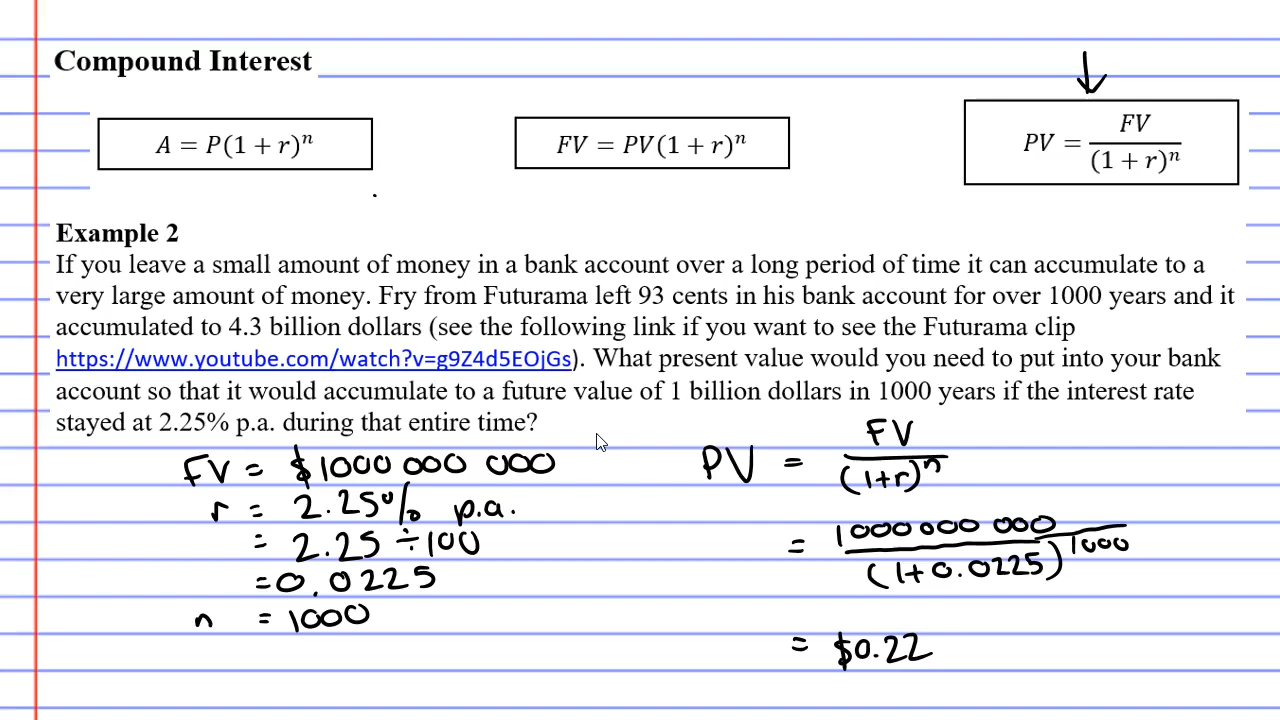 Compound Interest
A = P(1 + r)^n
FV = PV(1 + r)^n
PV = FV/(1 + r)^n
Example 2
If you leave a small amount of money in a bank account over a long period of time it can accumulate to a
very large amount of money. Fry from Futurama left 93 cents in his bank account for over 1000 years and it
accumulated to 4.3 billion dollars (see the following link if you want to see the Futurama clip
https://www.youtube.com/watch?v=g9Z4d5EOjGs). What present value would you need to put into your bank
account so that it would accumulate to a future value of 1 billion dollars in 1000 years if the interest rate
stayed at 2.25% p.a. during that entire time?
FV = $1000 000 000
r = 2.25% p.a.
= 2.25 ÷ 100
= 0.0225
n = 1000
PV = FV/(1+r)^n
= 1000 000 000/(1+0.0225)^1000
= $0.22